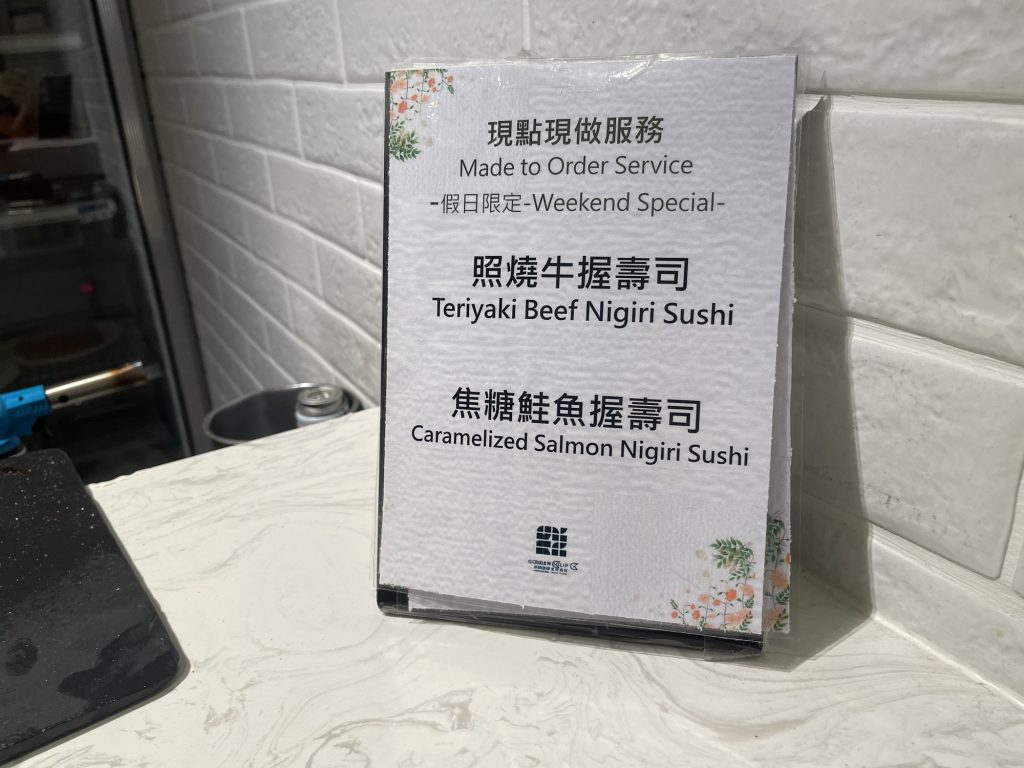 現點現做服務
Made to Order Service
-假日限定-Weekend Special-
照燒牛握壽司
Teriyaki Beef Nigiri Sushi
焦糖鮭魚握壽司
Caramelized Salmon Nigiri Sushi